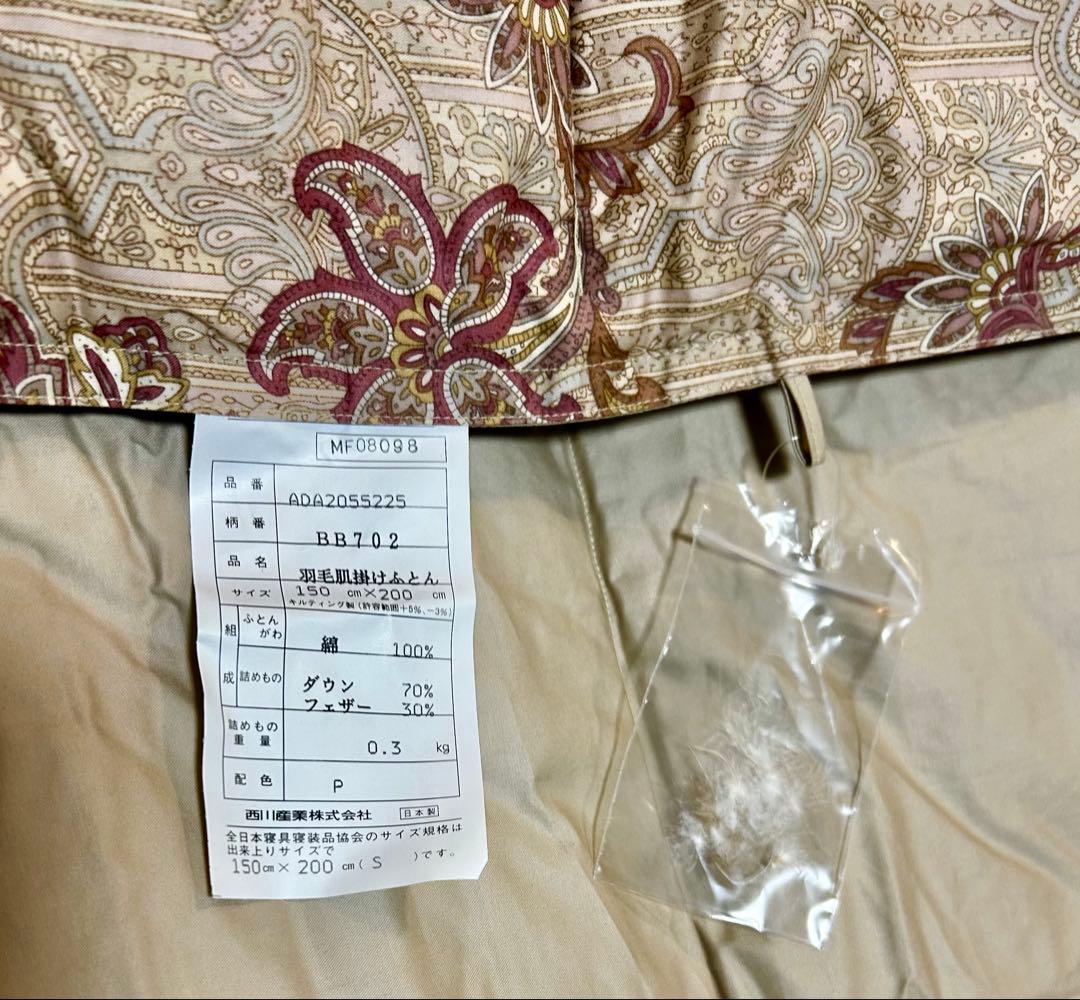 MF08098
品番 ADA2055225
柄番 BB702
品名 羽毛肌掛けふとん
サイズ 150 cm×200 cm
キルティング製(許容範囲+5%、-3%)
組成 ふとんがわ 綿 100%
詰めもの ダウン 70%
フェザー 30%
詰めもの重量 0.3 kg
配色 P
西川産業株式会社 日本製
全日本寝具寝装品協会のサイズ規格は
出来上りサイズで
150cm×200cm(S )です。